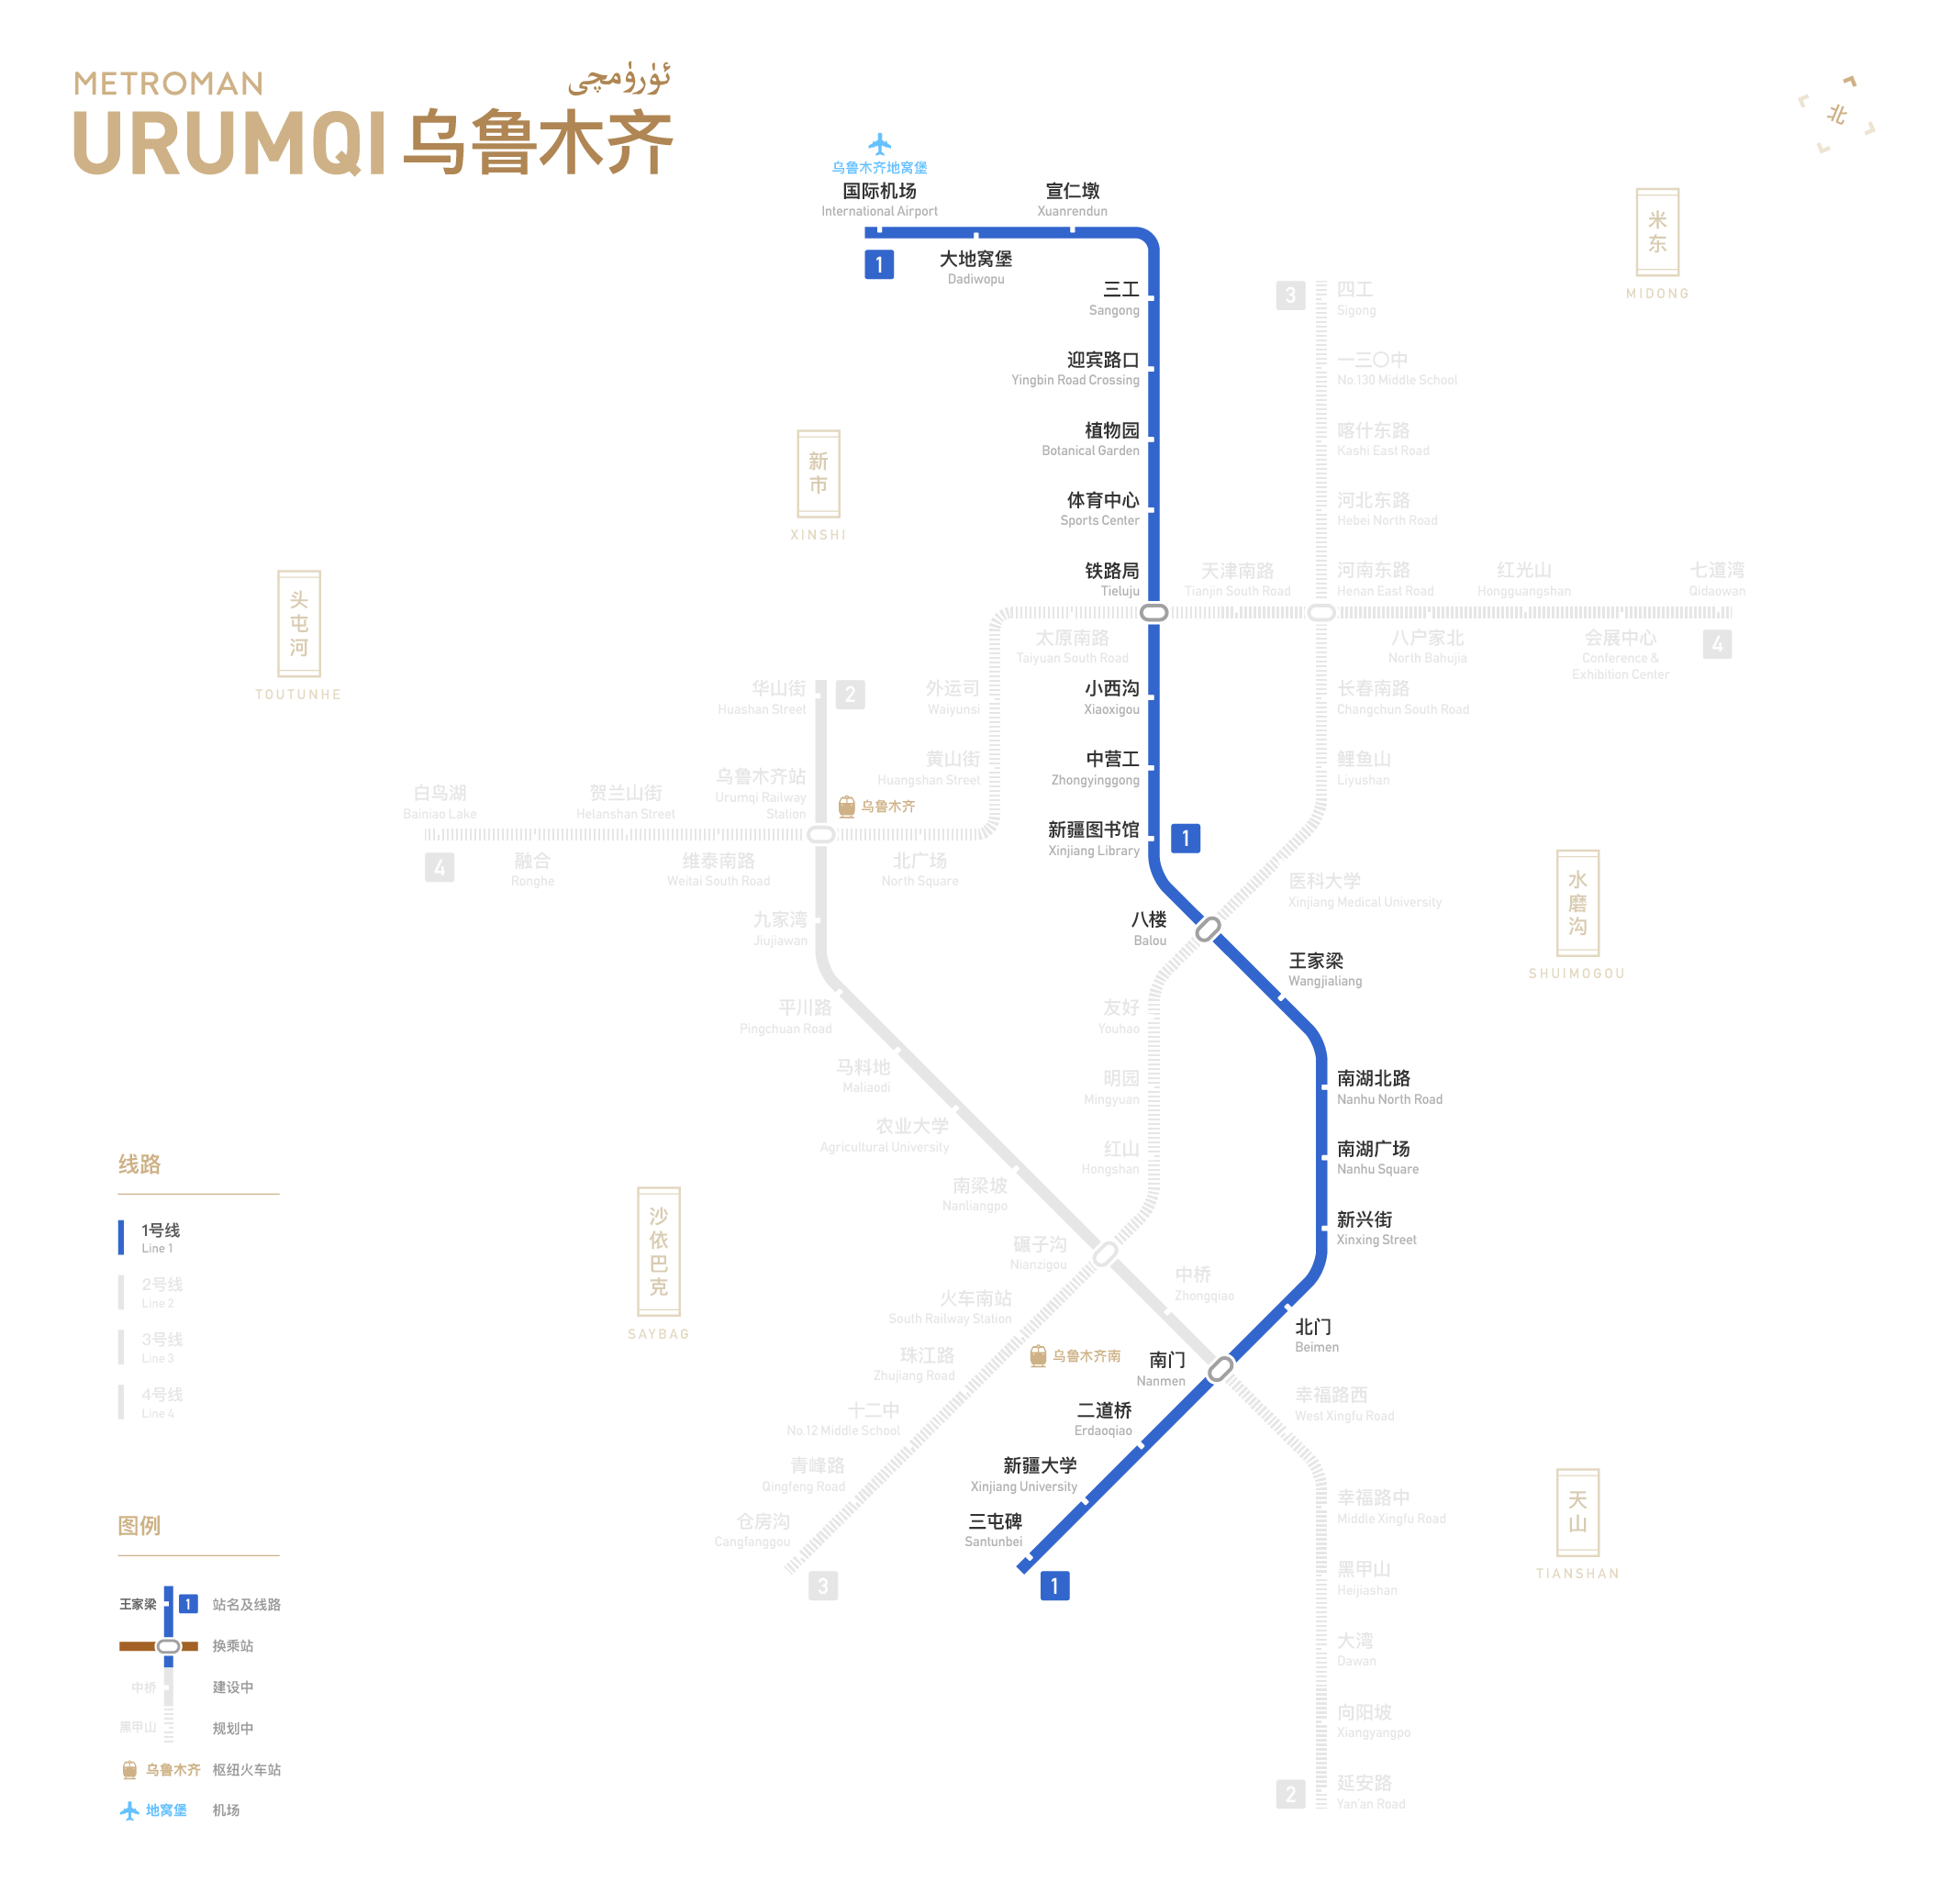 METROMAN
ئۈرۈمچى
URUMQI 乌鲁木齐
北
乌鲁木齐地窝堡
国际机场
International Airport
大地窝堡
Dadiwopu
宣仁墩
Xuanrendun
1
三工
Sangong
迎宾路口
Yingbin Road Crossing
植物园
Botanical Garden
体育中心
Sports Center
铁路局
Tieluju
小西沟
Xiaoxigou
中营工
Zhongyinggong
新疆图书馆
Xinjiang Library
1
八楼
Balou
王家梁
Wangjialiang
南湖北路
Nanhu North Road
南湖广场
Nanhu Square
新兴街
Xinxing Street
北门
Beimen
南门
Nanmen
二道桥
Erdaoqiao
新疆大学
Xinjiang University
三屯碑
Santunbei
1
3
四工
Sigong
一三〇中
No.130 Middle School
喀什东路
Kashi East Road
河北东路
Hebei North Road
河南东路
Henan East Road
长春南路
Changchun South Road
鲤鱼山
Liyushan
医科大学
Xinjiang Medical University
友好
Youhao
明园
Mingyuan
红山
Hongshan
碾子沟
Nianzigou
火车南站
South Railway Station
乌鲁木齐南
珠江路
Zhujiang Road
十二中
No.12 Middle School
青峰路
Qingfeng Road
仓房沟
Cangfanggou
3
天津南路
Tianjin South Road
红光山
Hongguangshan
七道湾
Qidaowan
八户家北
North Bahujia
会展中心
Conference &
Exhibition Center
4
太原南路
Taiyuan South Road
外运司
Waiyunsi
黄山街
Huangshan Street
北广场
North Square
乌鲁木齐站
Urumqi Railway
Station
乌鲁木齐
维泰南路
Weitai South Road
贺兰山街
Helanshan Street
融合
Ronghe
白鸟湖
Bainiao Lake
4
华山街
Huashan Street
2
九家湾
Jiujiawan
平川路
Pingchuan Road
马料地
Maliaodi
农业大学
Agricultural University
南梁坡
Nanliangpo
中桥
Zhongqiao
幸福路西
West Xingfu Road
幸福路中
Middle Xingfu Road
黑甲山
Heijiashan
大湾
Dawan
向阳坡
Xiangyangpo
延安路
Yan'an Road
2
米东
MIDONG
新市
XINSHI
头屯河
TOUTUNHE
水磨沟
SHUIMOGOU
沙依巴克
SAYBAG
天山
TIANSHAN
线路
1号线
Line 1
2号线
Line 2
3号线
Line 3
4号线
Line 4
图例
王家梁 1 站名及线路
换乘站
中桥 建设中
黑甲山 规划中
乌鲁木齐 枢纽火车站
地窝堡 机场